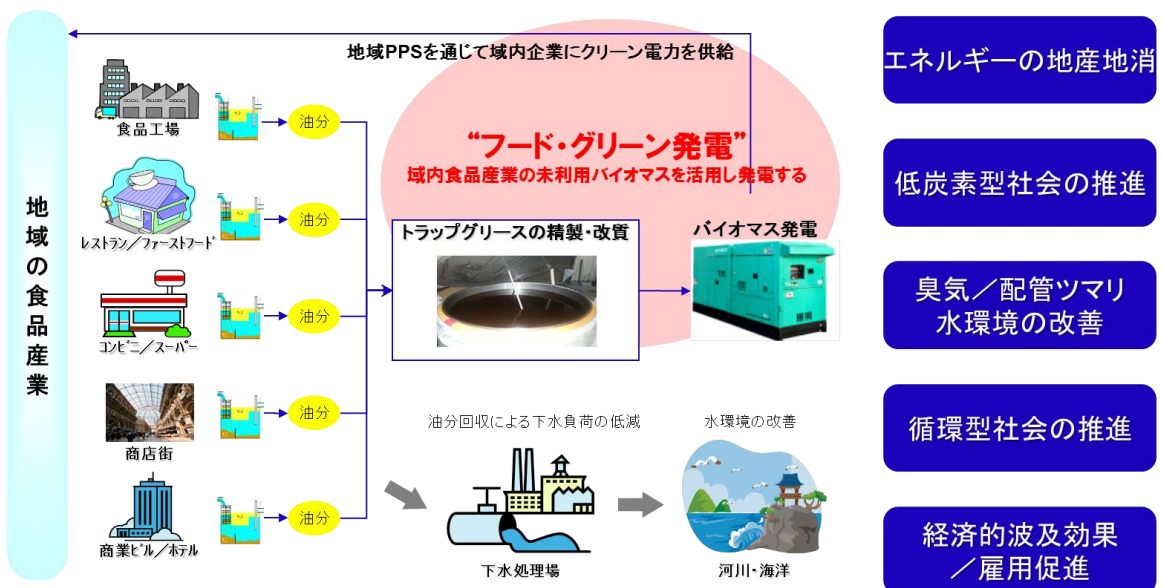 地域の食品産業
地域PPSを通じて域内企業にクリーン電力を供給
“フード・グリーン発電”
域内食品産業の未利用バイオマスを活用し発電する
食品工場
油分
レストラン／ファーストフード
油分
コンビニ／スーパー
油分
商店街
油分
商業ビル／ホテル
油分
トラップグリースの精製・改質
バイオマス発電
油分回収による下水負荷の低減
水環境の改善
下水処理場
河川・海洋
エネルギーの地産地消
低炭素型社会の推進
臭気／配管ツマリ
水環境の改善
循環型社会の推進
経済的波及効果
／雇用促進